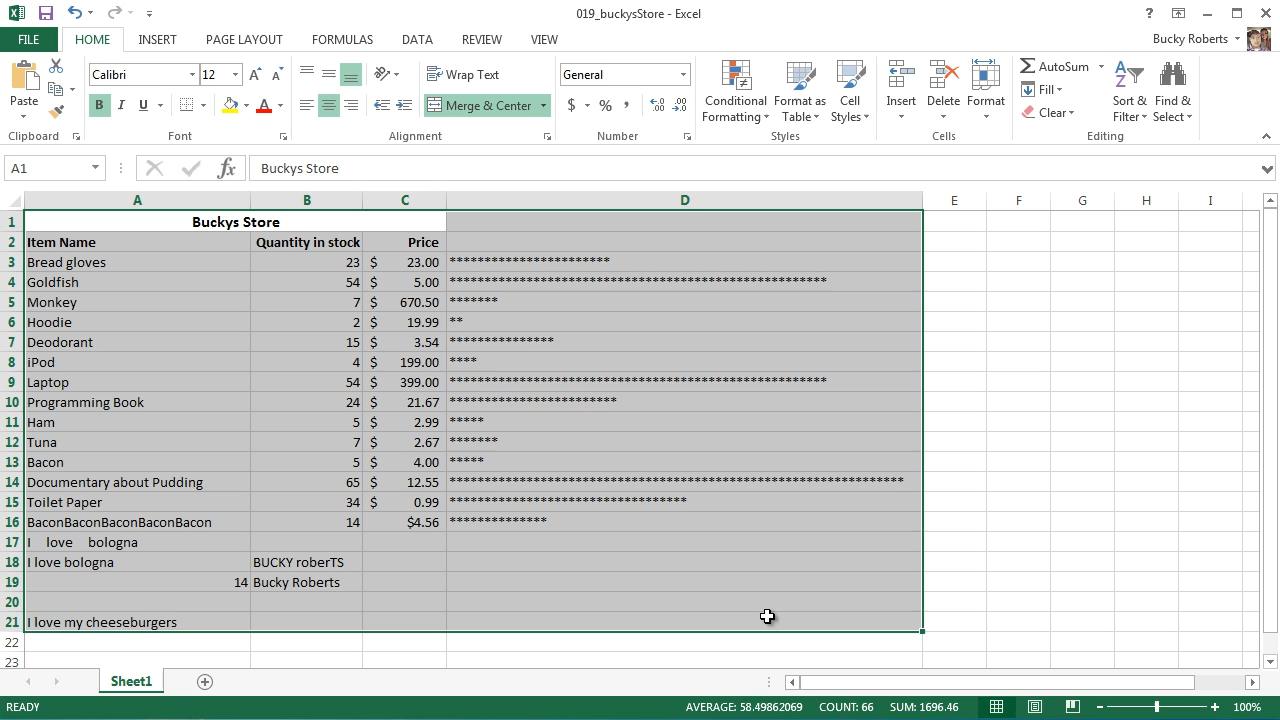 019_buckysStore - Excel
FILE HOME INSERT PAGE LAYOUT FORMULAS DATA REVIEW VIEW Bucky Roberts
Paste Calibri 12 Wrap Text General Conditional Formatting Format as Table Cell Styles Insert Delete Format AutoSum Sort & Filter Find & Select
B I U A Merge & Center $ % , Fill
Clear
Clipboard Font Alignment Number Styles Cells Editing
A1 fx Buckys Store
A B C D E F G H I
1 Buckys Store
2 Item Name Quantity in stock Price
3 Bread gloves 23 $ 23.00 ***********************
4 Goldfish 54 $ 5.00 ******************************************************
5 Monkey 7 $ 670.50 *******
6 Hoodie 2 $ 19.99 **
7 Deodorant 15 $ 3.54 ***************
8 iPod 4 $ 199.00 ****
9 Laptop 54 $ 399.00 ******************************************************
10 Programming Book 24 $ 21.67 ************************
11 Ham 5 $ 2.99 *****
12 Tuna 7 $ 2.67 *******
13 Bacon 5 $ 4.00 *****
14 Documentary about Pudding 65 $ 12.55 *****************************************************************
15 Toilet Paper 34 $ 0.99 **********************************
16 BaconBaconBaconBaconBacon 14 $4.56 **************
17 I    love    bologna
18 I love bologna BUCKY roberTS
19 14 Bucky Roberts
20
21 I love my cheeseburgers
22
23
Sheet1
READY AVERAGE: 58.49862069 COUNT: 66 SUM: 1696.46 100%